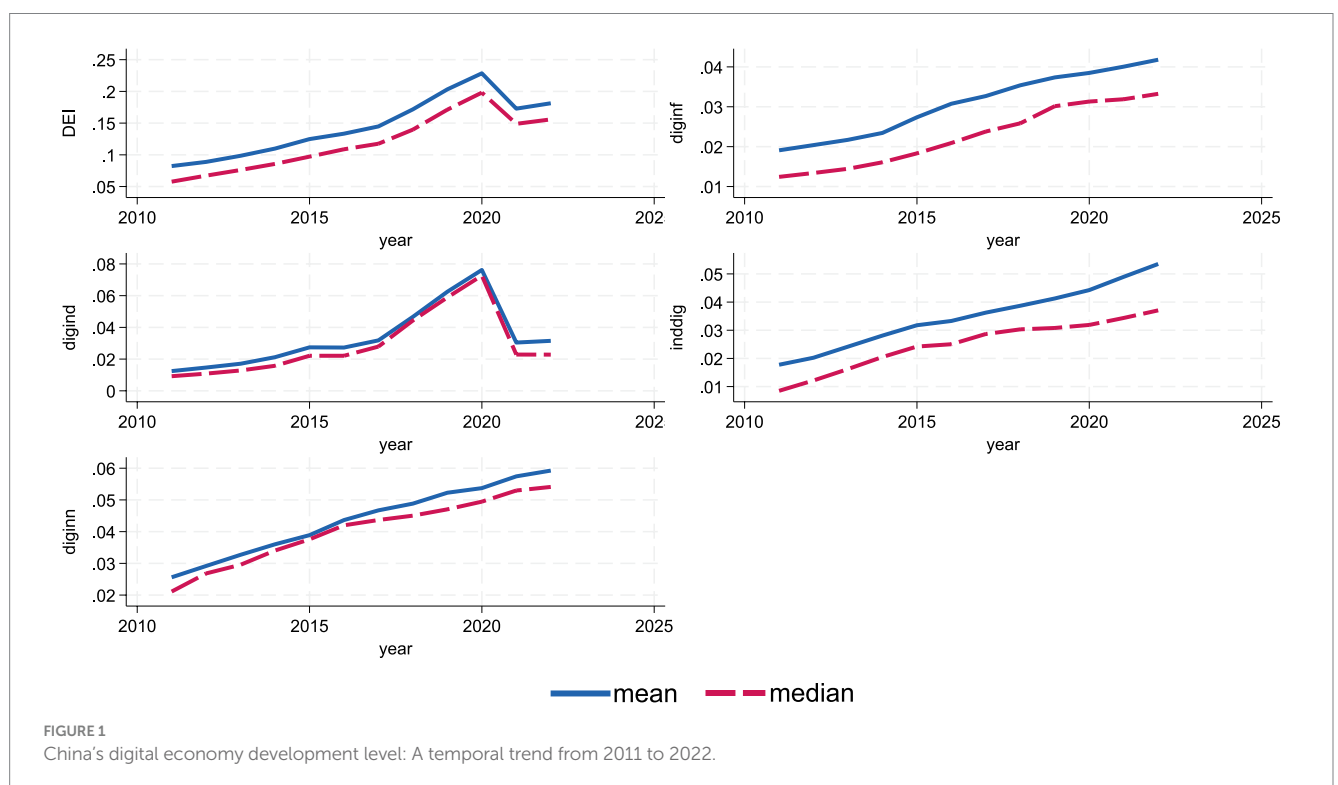 .25
.2
.15
.1
.05
DEI
2010 2015 2020 202
year
.04
.03
.02
.01
diginf
2010 2015 2020 2025
year
.08
.06
.04
.02
0
digind
2010 2015 2020 202
year
.05
.04
.03
.02
.01
inddig
2010 2015 2020 2025
year
.06
.05
.04
.03
.02
diginn
2010 2015 2020 2025
year
mean median
FIGURE 1
China's digital economy development level: A temporal trend from 2011 to 2022.